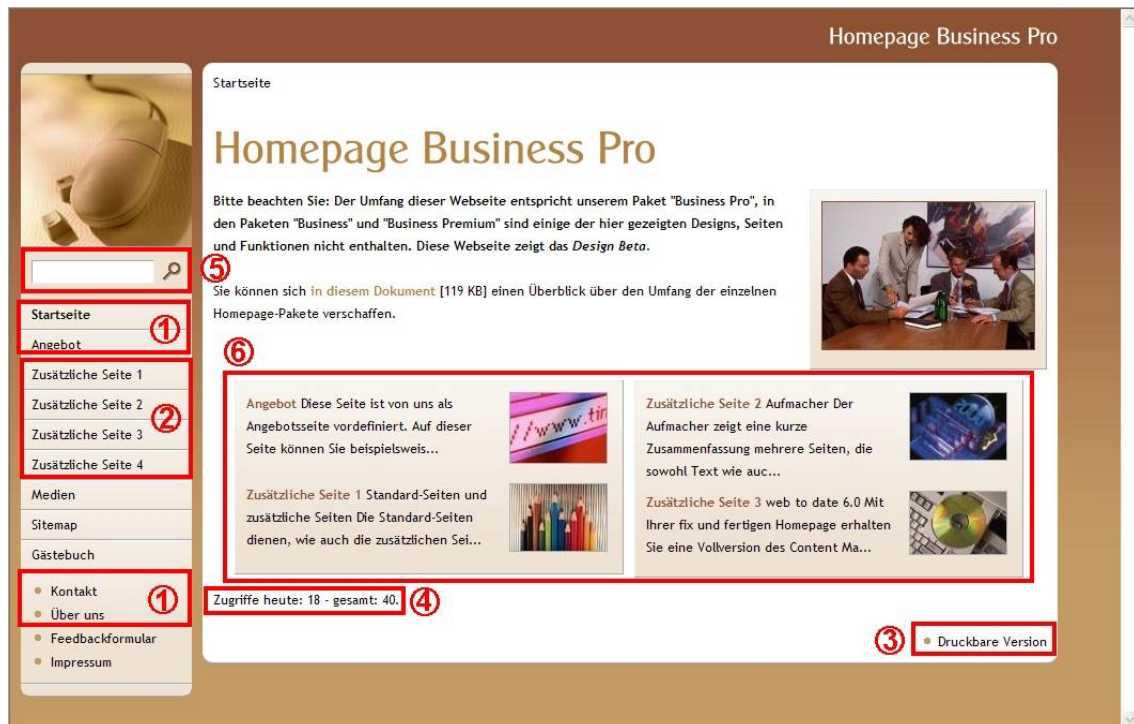 Homepage Business Pro
Startseite
Homepage Business Pro
Bitte beachten Sie: Der Umfang dieser Webseite entspricht unserem Paket "Business Pro", in
den Paketen "Business" und "Business Premium" sind einige der hier gezeigten Designs, Seiten
und Funktionen nicht enthalten. Diese Webseite zeigt das Design Beta.
Sie können sich in diesem Dokument [119 KB] einen Überblick über den Umfang der einzelnen
Homepage-Pakete verschaffen.
⑤
Startseite
Angebot
①
Zusätzliche Seite 1
Zusätzliche Seite 2
Zusätzliche Seite 3
Zusätzliche Seite 4
②
Medien
Sitemap
Gästebuch
Kontakt
Über uns
①
Feedbackformular
Impressum
⑥
Angebot Diese Seite ist von uns als
Angebotsseite vordefiniert. Auf dieser
Seite können Sie beispielsweis...
//www.tin
Zusätzliche Seite 1 Standard-Seiten und
zusätzliche Seiten Die Standard-Seiten
dienen, wie auch die zusätzlichen Sei...
Zusätzliche Seite 2 Aufmacher Der
Aufmacher zeigt eine kurze
Zusammenfassung mehrere Seiten, die
sowohl Text wie auc...
Zusätzliche Seite 3 web to date 6.0 Mit
Ihrer fix und fertigen Homepage erhalten
Sie eine Vollversion des Content Ma...
Zugriffe heute: 18 - gesamt: 40.
④
③
Druckbare Version